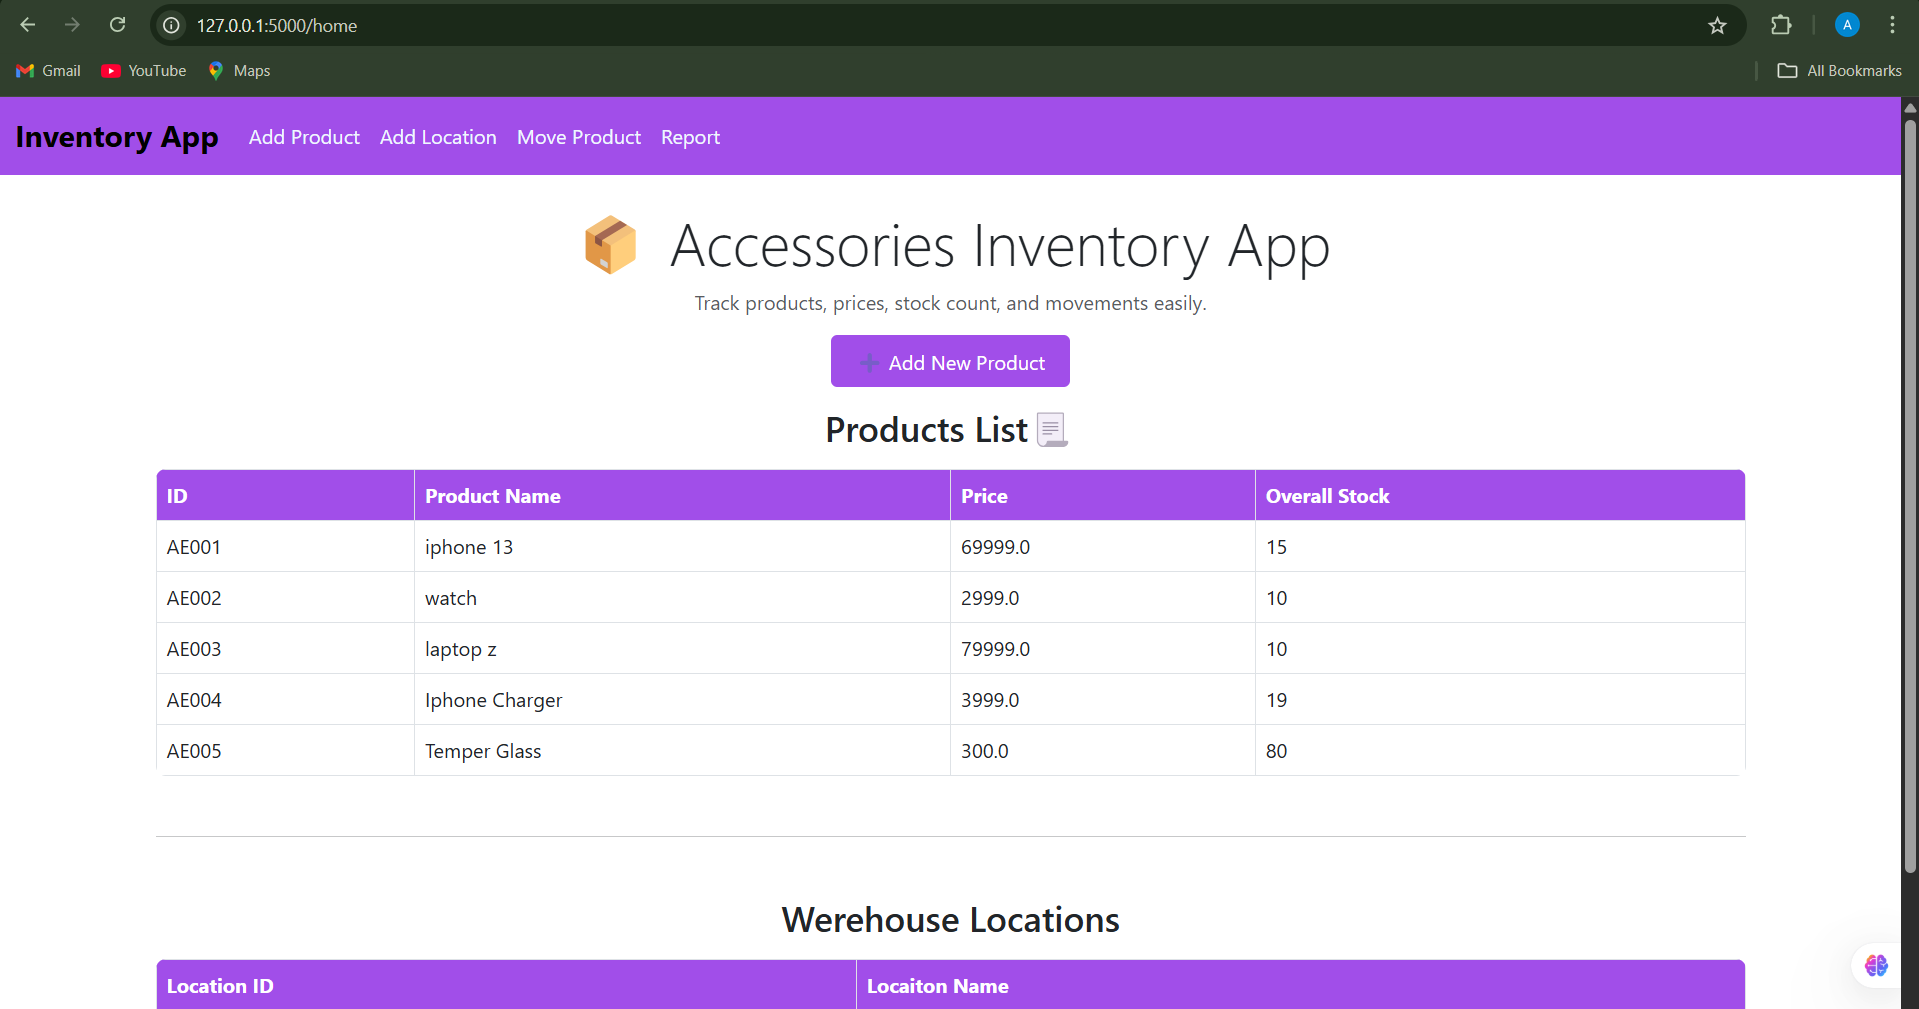 127.0.0.1:5000/home
A
Gmail YouTube Maps All Bookmarks
Inventory App Add Product Add Location Move Product Report
Accessories Inventory App
Track products, prices, stock count, and movements easily.
Add New Product
Products List
ID Product Name Price Overall Stock
AE001 iphone 13 69999.0 15
AE002 watch 2999.0 10
AE003 laptop z 79999.0 10
AE004 Iphone Charger 3999.0 19
AE005 Temper Glass 300.0 80
Werehouse Locations
Location ID Locaiton Name